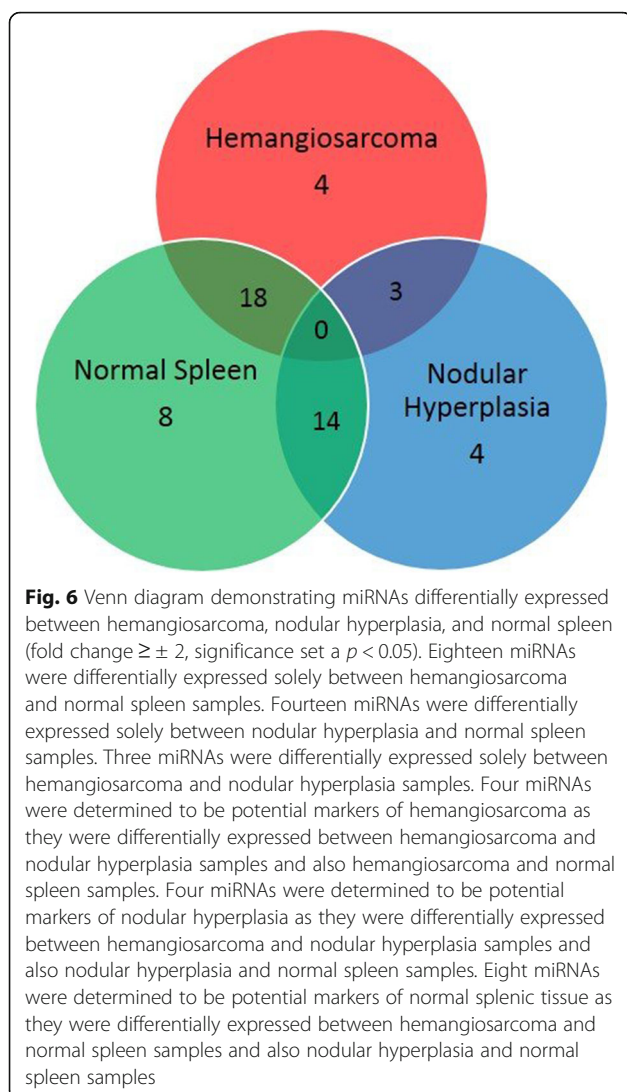 Hemangiosarcoma
4
18
3
0
Normal Spleen
8
14
Nodular
Hyperplasia
4
Fig. 6 Venn diagram demonstrating miRNAs differentially expressed
between hemangiosarcoma, nodular hyperplasia, and normal spleen
(fold change ≥ ± 2, significance set a p < 0.05). Eighteen miRNAs
were differentially expressed solely between hemangiosarcoma
and normal spleen samples. Fourteen miRNAs were differentially
expressed solely between nodular hyperplasia and normal spleen
samples. Three miRNAs were differentially expressed solely between
hemangiosarcoma and nodular hyperplasia samples. Four miRNAs
were determined to be potential markers of hemangiosarcoma as
they were differentially expressed between hemangiosarcoma and
nodular hyperplasia samples and also hemangiosarcoma and normal
spleen samples. Four miRNAs were determined to be potential
markers of nodular hyperplasia as they were differentially expressed
between hemangiosarcoma and nodular hyperplasia samples and
also nodular hyperplasia and normal spleen samples. Eight miRNAs
were determined to be potential markers of normal splenic tissue as
they were differentially expressed between hemangiosarcoma and
normal spleen samples and also nodular hyperplasia and normal
spleen samples